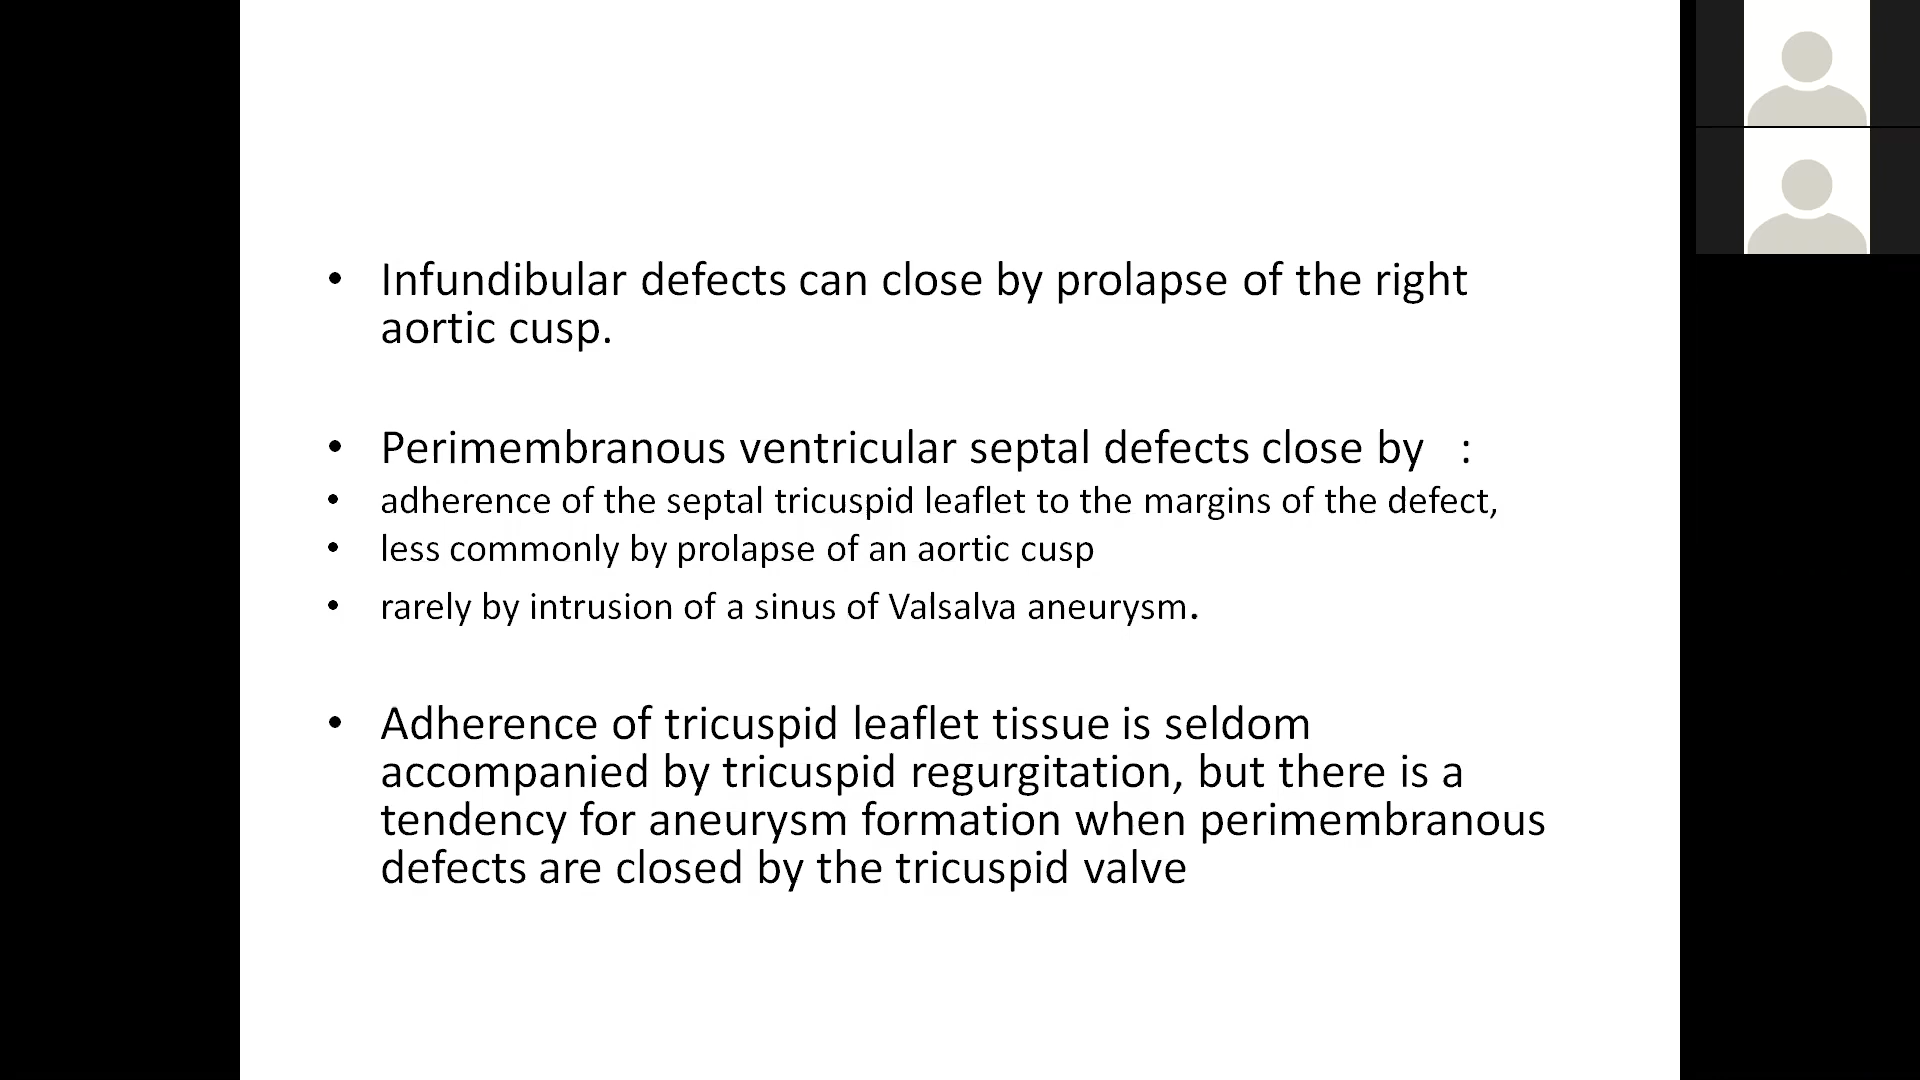 • Infundibular defects can close by prolapse of the right
aortic cusp.
• Perimembranous ventricular septal defects close by :
• adherence of the septal tricuspid leaflet to the margins of the defect,
• less commonly by prolapse of an aortic cusp
• rarely by intrusion of a sinus of Valsalva aneurysm.
• Adherence of tricuspid leaflet tissue is seldom
accompanied by tricuspid regurgitation, but there is a
tendency for aneurysm formation when perimembranous
defects are closed by the tricuspid valve